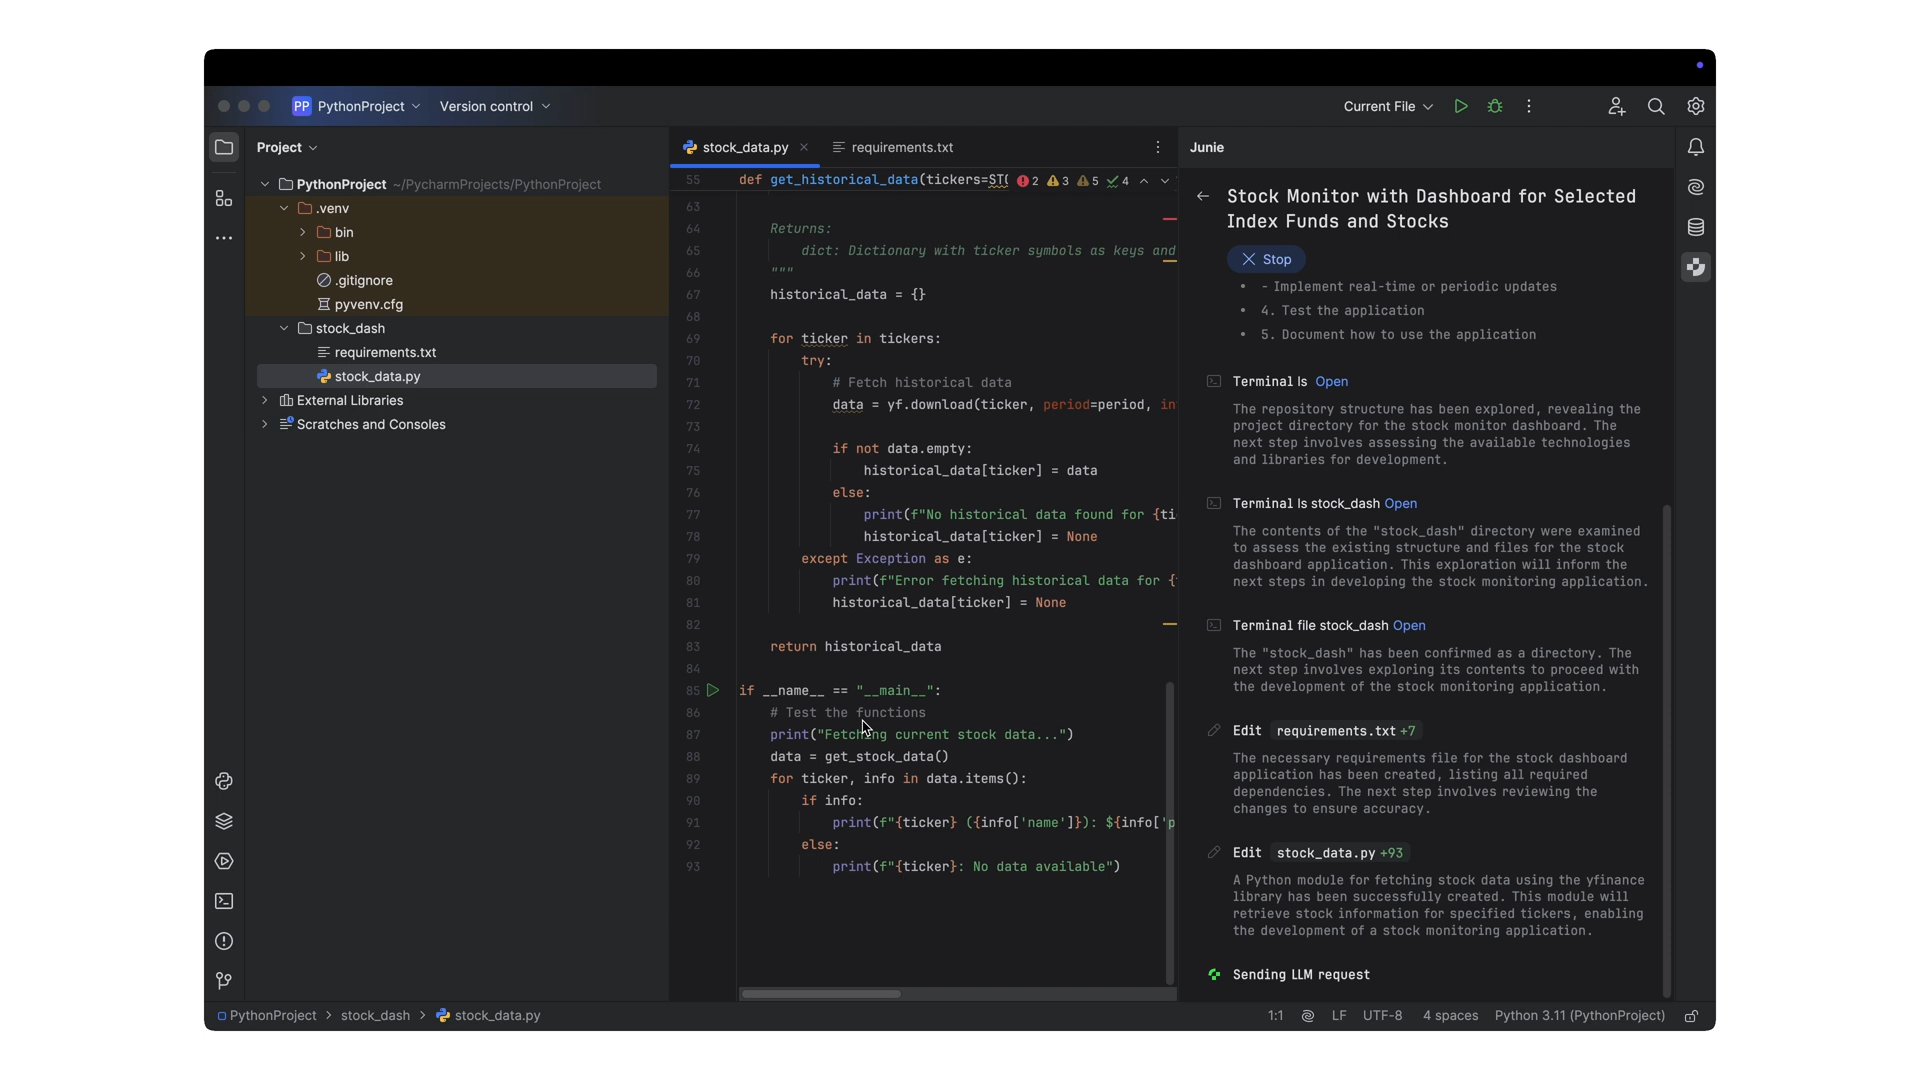 PP PythonProject
Version control
Current File
Project
PythonProject ~/PycharmProjects/PythonProject
.venv
bin
lib
.gitignore
pyvenv.cfg
stock_dash
requirements.txt
stock_data.py
External Libraries
Scratches and Consoles
stock_data.py
requirements.txt
55 def get_historical_data(tickers=STO 2 3 5 4
63
64 Returns:
65 dict: Dictionary with ticker symbols as keys and
66 """
67 historical_data = {}
68
69 for ticker in tickers:
70 try:
71 # Fetch historical data
72 data = yf.download(ticker, period=period, in
73
74 if not data.empty:
75 historical_data[ticker] = data
76 else:
77 print(f"No historical data found for {ti
78 historical_data[ticker] = None
79 except Exception as e:
80 print(f"Error fetching historical data for {
81 historical_data[ticker] = None
82
83 return historical_data
84
85 if __name__ == "__main__":
86 # Test the functions
87 print("Fetching current stock data...")
88 data = get_stock_data()
89 for ticker, info in data.items():
90 if info:
91 print(f"{ticker} ({info['name']}): ${info['p
92 else:
93 print(f"{ticker}: No data available")
Junie
Stock Monitor with Dashboard for Selected
Index Funds and Stocks
Stop
• - Implement real-time or periodic updates
• 4. Test the application
• 5. Document how to use the application
Terminal ls Open
The repository structure has been explored, revealing the
project directory for the stock monitor dashboard. The
next step involves assessing the available technologies
and libraries for development.
Terminal ls stock_dash Open
The contents of the "stock_dash" directory were examined
to assess the existing structure and files for the stock
dashboard application. This exploration will inform the
next steps in developing the stock monitoring application.
Terminal file stock_dash Open
The "stock_dash" has been confirmed as a directory. The
next step involves exploring its contents to proceed with
the development of the stock monitoring application.
Edit requirements.txt +7
The necessary requirements file for the stock dashboard
application has been created, listing all required
dependencies. The next step involves reviewing the
changes to ensure accuracy.
Edit stock_data.py +93
A Python module for fetching stock data using the yfinance
library has been successfully created. This module will
retrieve stock information for specified tickers, enabling
the development of a stock monitoring application.
Sending LLM request
PythonProject > stock_dash > stock_data.py
1:1 LF UTF-8 4 spaces Python 3.11 (PythonProject)